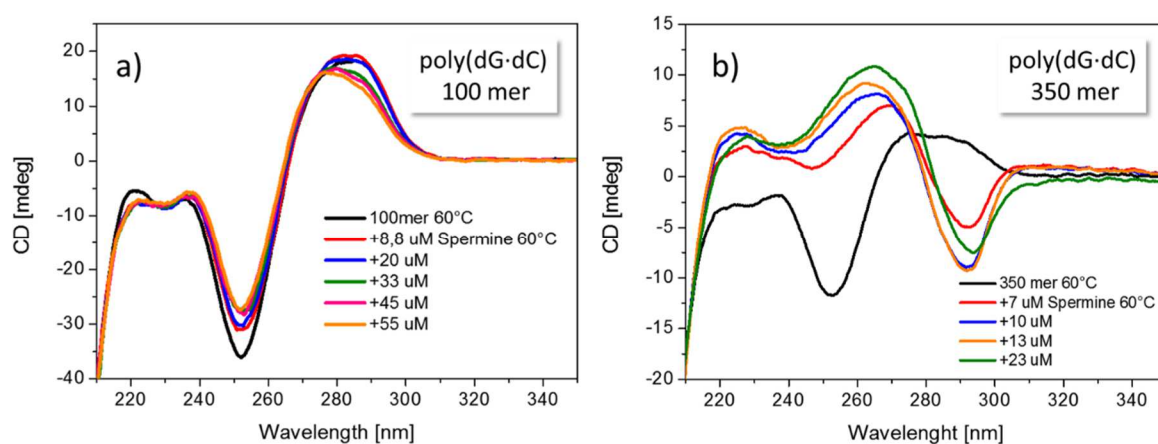 a)
poly(dG·dC)
100 mer
CD [mdeg]
20
10
0
-10
-20
-30
-40
100mer 60°C
+8,8 uM Spermine 60°C
+20 uM
+33 uM
+45 uM
+55 uM
220 240 260 280 300 320 340
Wavelength [nm]
b)
poly(dG·dC)
350 mer
CD [mdeg]
15
10
5
0
-5
-10
-15
-20
350 mer 60°C
+7 uM Spermine 60°C
+10 uM
+13 uM
+23 uM
220 240 260 280 300 320 340
Wavelenght [nm]